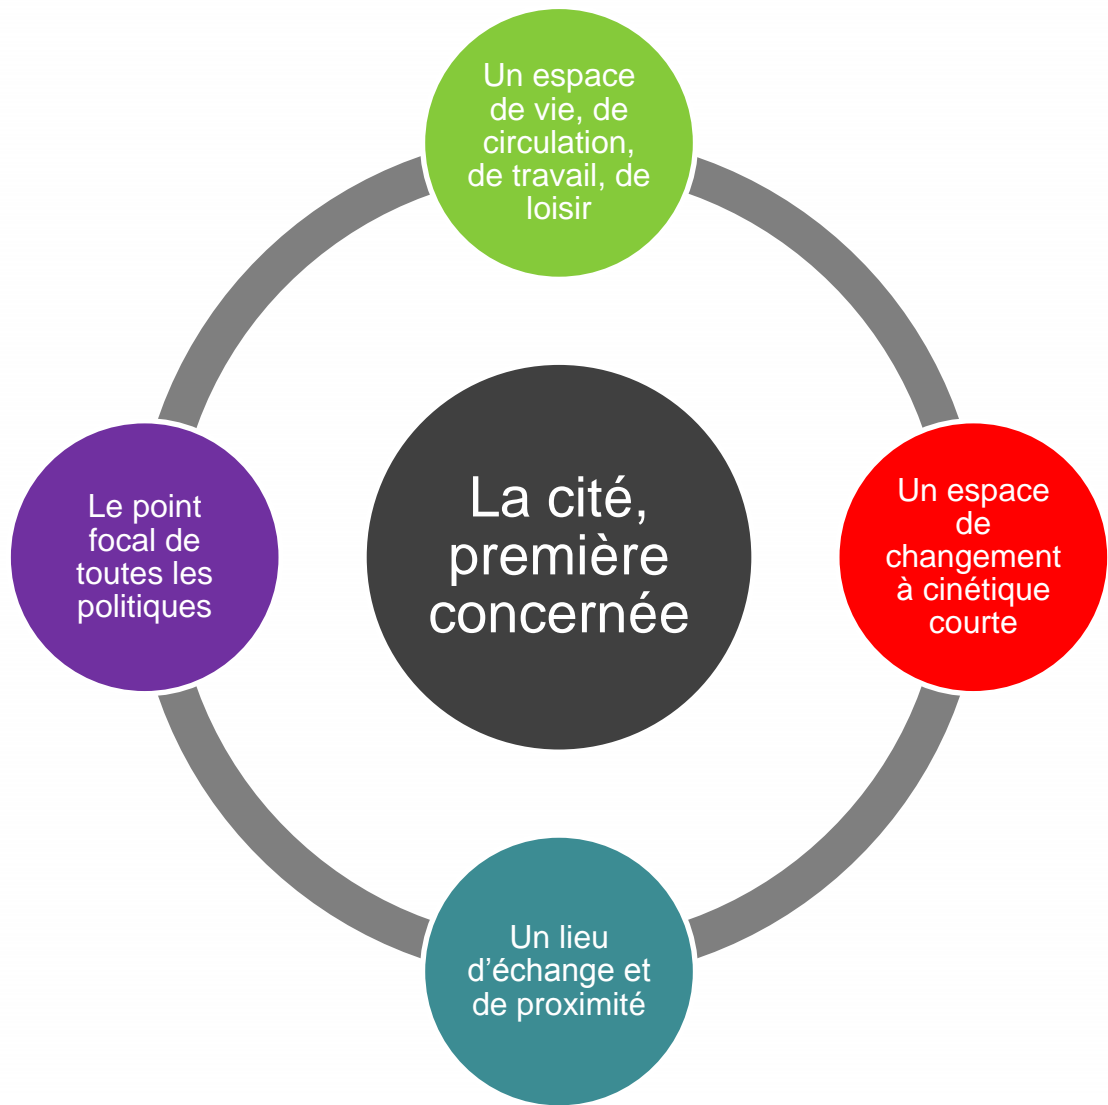 Un espace
de vie, de
circulation,
de travail, de
loisir
Le point
focal de
toutes les
politiques
La cité,
première
concernée
Un espace
de
changement
à cinétique
courte
Un lieu
d’échange et
de proximité